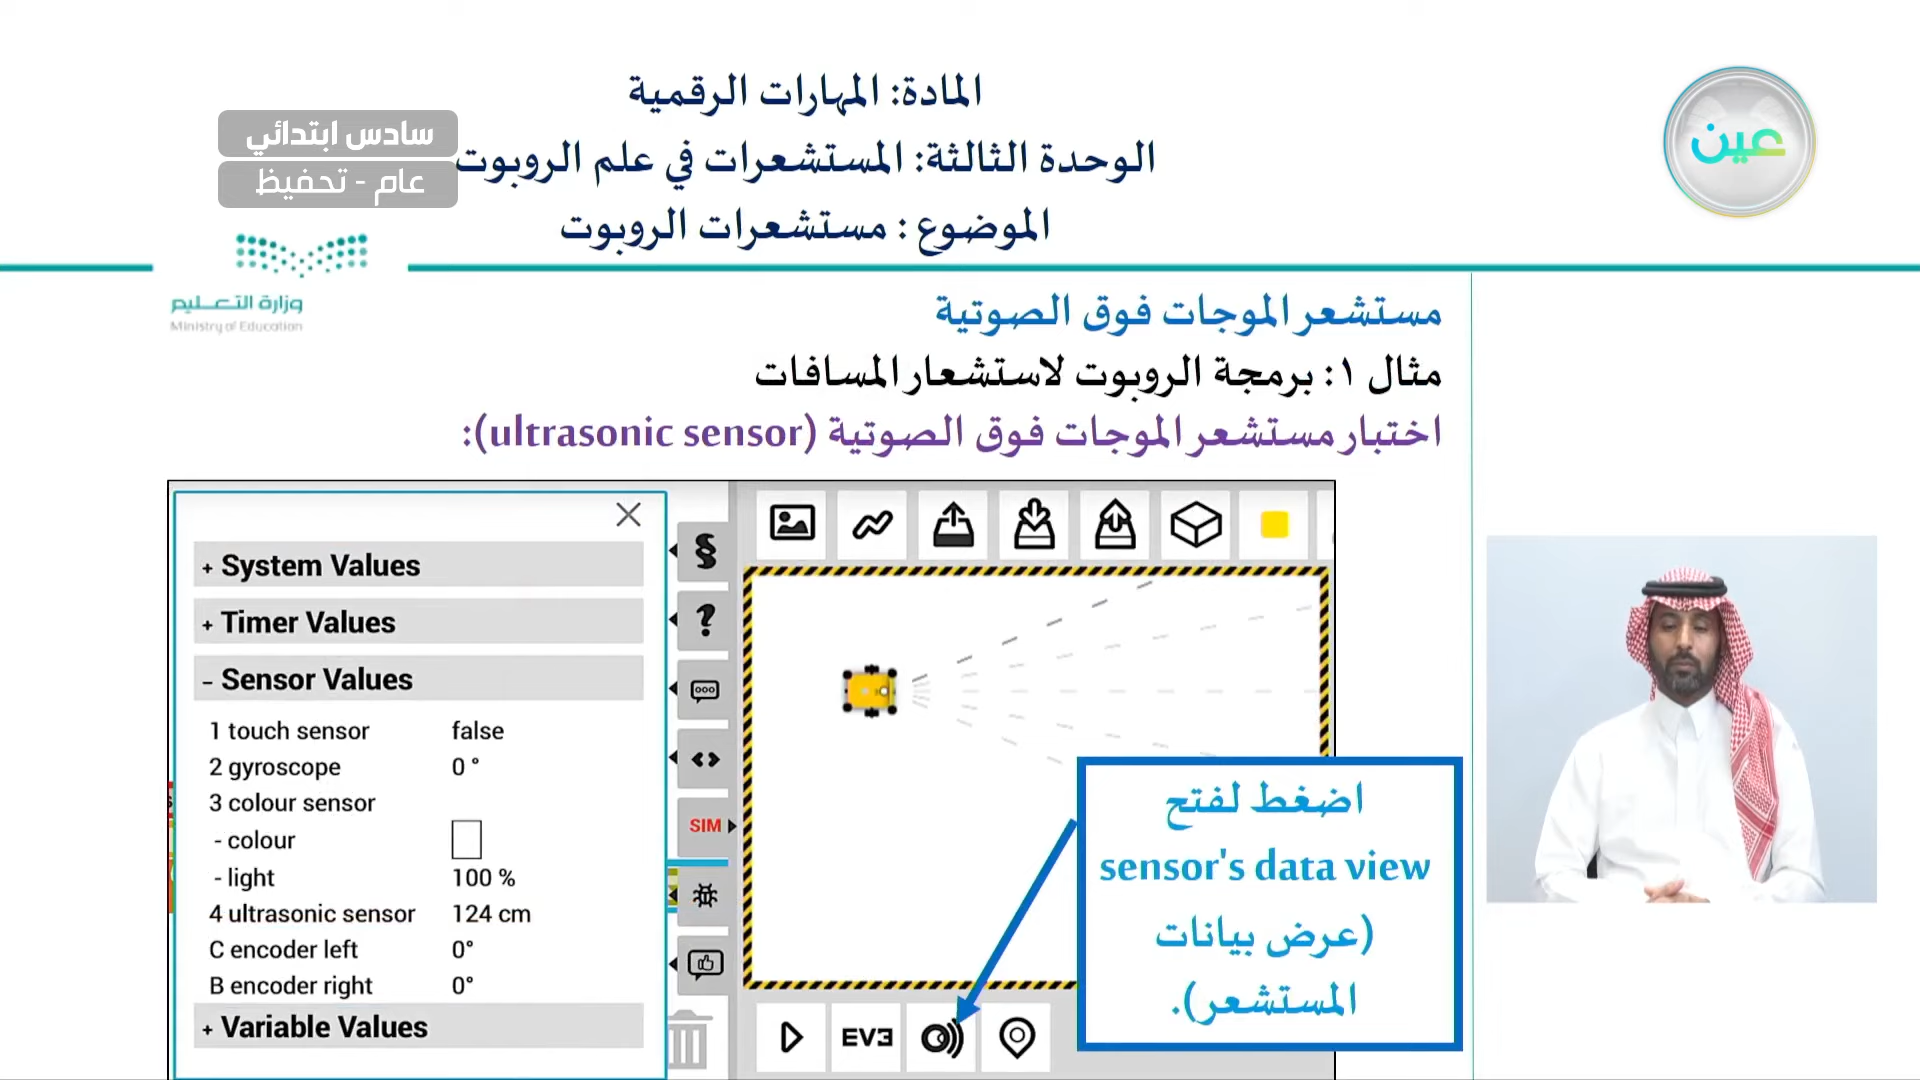 المادة: المهارات الرقمية
الوحدة الثالثة: المستشعرات في علم الروبوت
الموضوع : مستشعرات الروبوت
سادس ابتدائي
عام - تحفيظ
عين
وزارة التعليم
Ministry of Education
مستشعر الموجات فوق الصوتية
مثال ١: برمجة الروبوت لاستشعار المسافات
اختبار مستشعر الموجات فوق الصوتية (ultrasonic sensor):
+ System Values
+ Timer Values
– Sensor Values
1 touch sensor false
2 gyroscope 0 °
3 colour sensor
- colour
- light 100 %
4 ultrasonic sensor 124 cm
C encoder left 0°
B encoder right 0°
+ Variable Values
SIM
EV3
اضغط لفتح
sensor's data view
(عرض بيانات
المستشعر).